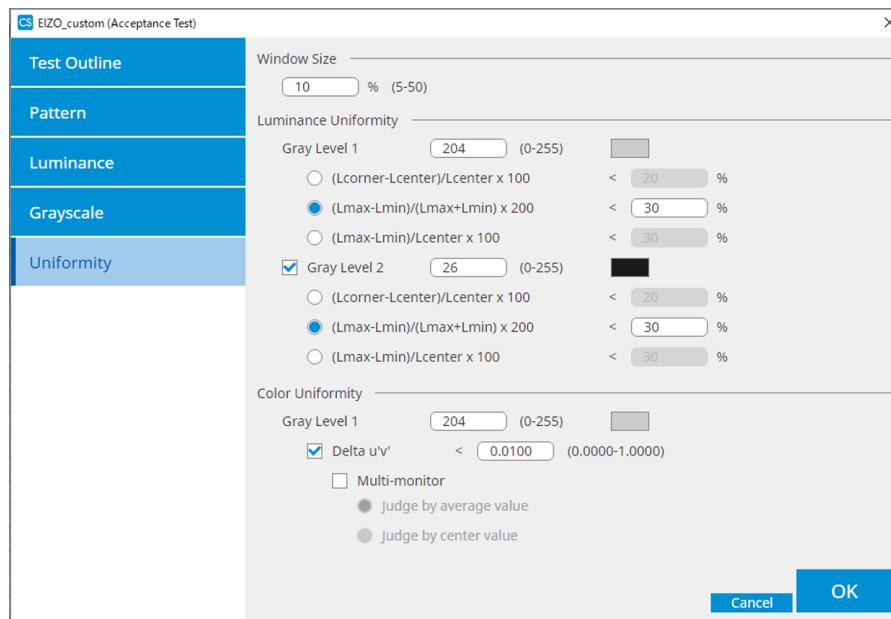 CS EIZO_custom (Acceptance Test)
Test Outline
Pattern
Luminance
Grayscale
Uniformity
Window Size
10 % (5-50)
Luminance Uniformity
Gray Level 1 204 (0-255)
(Lcorner-Lcenter)/Lcenter x 100 < 20 %
(Lmax-Lmin)/(Lmax+Lmin) x 200 < 30 %
(Lmax-Lmin)/Lcenter x 100 < 30 %
Gray Level 2 26 (0-255)
(Lcorner-Lcenter)/Lcenter x 100 < 20 %
(Lmax-Lmin)/(Lmax+Lmin) x 200 < 30 %
(Lmax-Lmin)/Lcenter x 100 < 30 %
Color Uniformity
Gray Level 1 204 (0-255)
Delta u'v' < 0.0100 (0.0000-1.0000)
Multi-monitor
Judge by average value
Judge by center value
Cancel OK